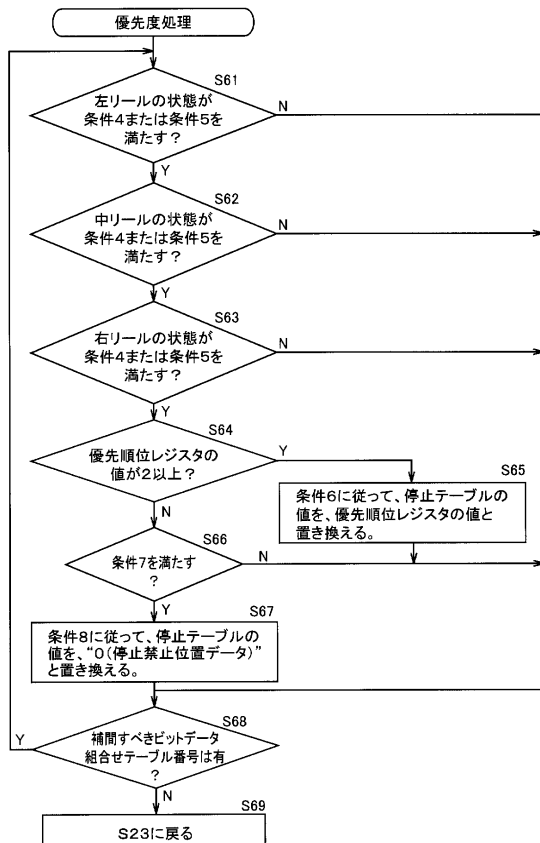 優先度処理
S61
左リールの状態が
条件4または条件5を
満たす?
N
Y
S62
中リールの状態が
条件4または条件5を
満たす?
N
Y
S63
右リールの状態が
条件4または条件5を
満たす?
N
Y
S64
優先順位レジスタの
値が2以上?
Y
N
S65
条件6に従って、停止テーブルの
値を、優先順位レジスタの値と
置き換える。
S66
条件7を満たす
?
N
Y
S67
条件8に従って、停止テーブルの
値を、“0(停止禁止位置データ)”
と置き換える。
S68
補間すべきビットデータ
組合せテーブル番号は有
?
Y
N
S69
S23に戻る